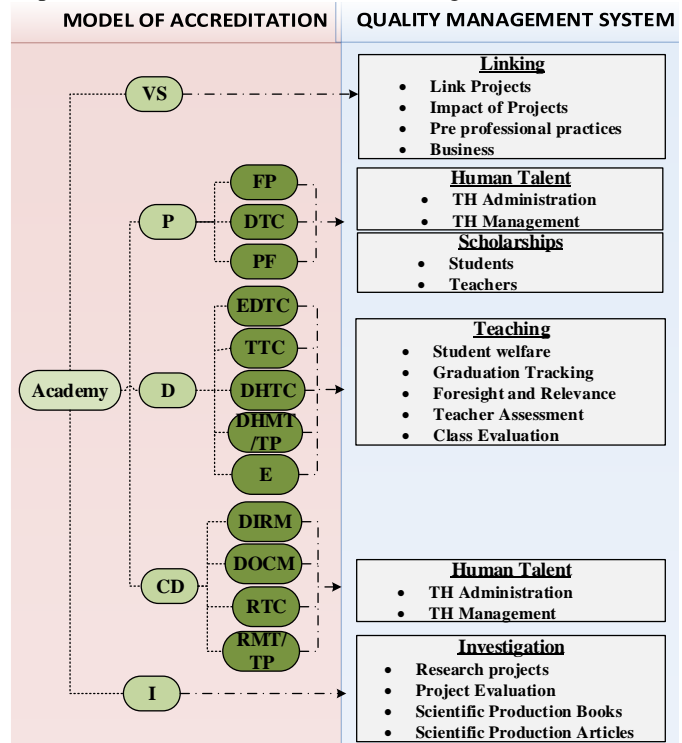 MODEL OF ACCREDITATION
QUALITY MANAGEMENT SYSTEM
VS
Linking
• Link Projects
• Impact of Projects
• Pre professional practices
• Business
P
FP
DTC
PF
Human Talent
• TH Administration
• TH Management
Scholarships
• Students
• Teachers
Academy
D
EDTC
TTC
DHTC
DHMT
/TP
E
Teaching
• Student welfare
• Graduation Tracking
• Foresight and Relevance
• Teacher Assessment
• Class Evaluation
CD
DIRM
DOCM
RTC
RMT/
TP
Human Talent
• TH Administration
• TH Management
I
Investigation
• Research projects
• Project Evaluation
• Scientific Production Books
• Scientific Production Articles